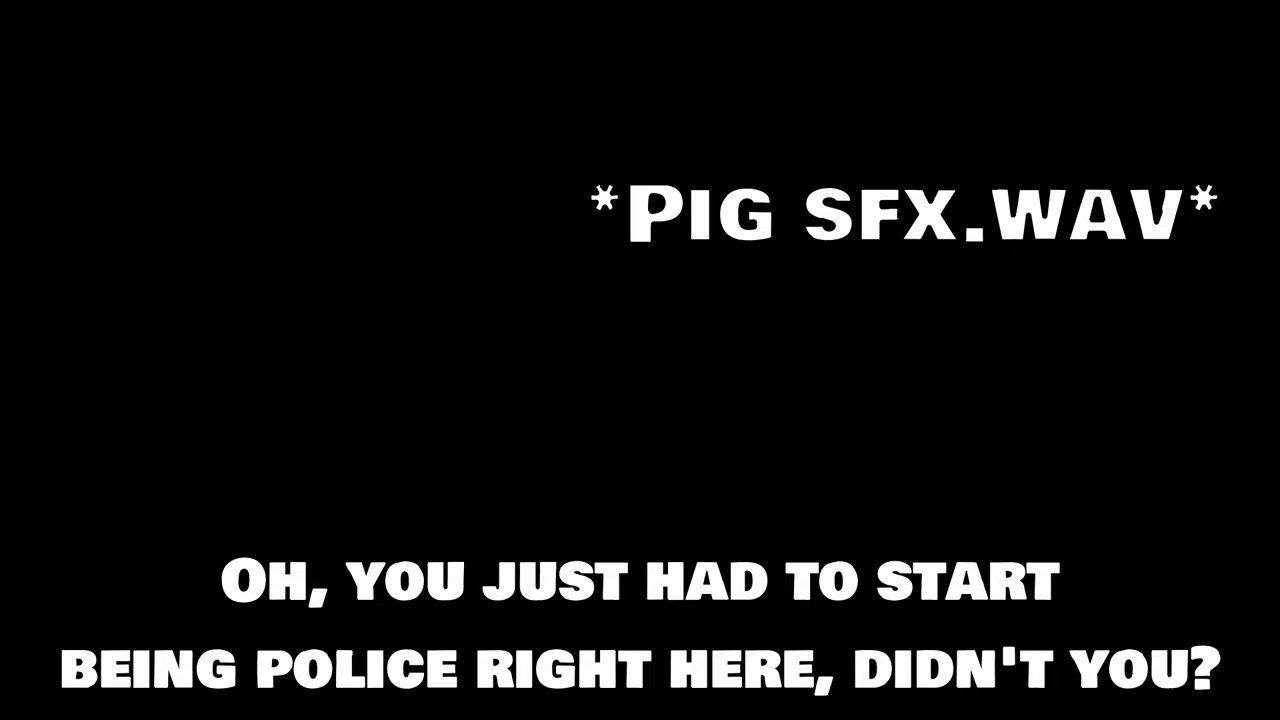 *Pig sfx.wav*
Oh, you just had to start
being police right here, didn't you?